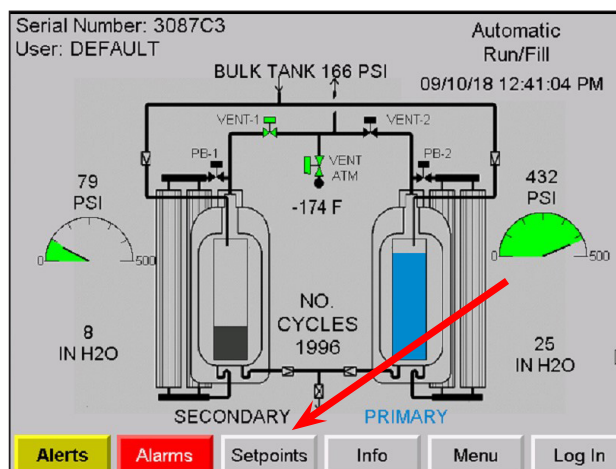 Serial Number: 3087C3
User: DEFAULT
Automatic
Run/Fill
09/10/18 12:41:04 PM
BULK TANK 166 PSI
VENT-1
VENT-2
PB-1
PB-2
VENT
ATM
-174 F
79
PSI
0
500
432
PSI
0
500
8
IN H2O
NO.
CYCLES
1996
25
IN H2O
SECONDARY
PRIMARY
Alerts
Alarms
Setpoints
Info
Menu
Log In